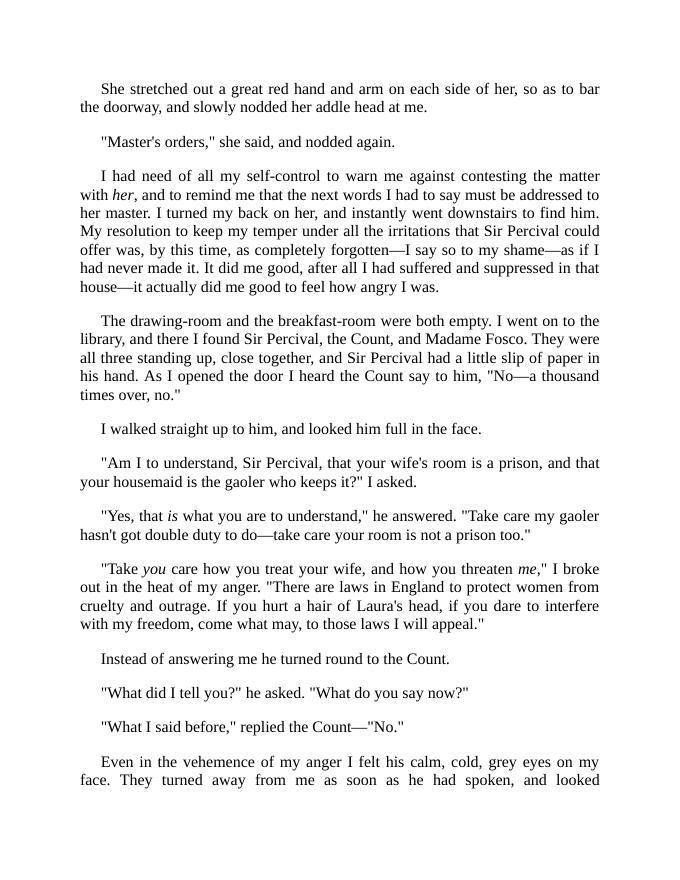 She stretched out a great red hand and arm on each side of her, so as to bar
the doorway, and slowly nodded her addle head at me.
"Master's orders," she said, and nodded again.
I had need of all my self-control to warn me against contesting the matter
with her, and to remind me that the next words I had to say must be addressed to
her master. I turned my back on her, and instantly went downstairs to find him.
My resolution to keep my temper under all the irritations that Sir Percival could
offer was, by this time, as completely forgotten—I say so to my shame—as if I
had never made it. It did me good, after all I had suffered and suppressed in that
house—it actually did me good to feel how angry I was.
The drawing-room and the breakfast-room were both empty. I went on to the
library, and there I found Sir Percival, the Count, and Madame Fosco. They were
all three standing up, close together, and Sir Percival had a little slip of paper in
his hand. As I opened the door I heard the Count say to him, "No—a thousand
times over, no."
I walked straight up to him, and looked him full in the face.
"Am I to understand, Sir Percival, that your wife's room is a prison, and that
your housemaid is the gaoler who keeps it?" I asked.
"Yes, that is what you are to understand," he answered. "Take care my gaoler
hasn't got double duty to do—take care your room is not a prison too."
"Take you care how you treat your wife, and how you threaten me," I broke
out in the heat of my anger. "There are laws in England to protect women from
cruelty and outrage. If you hurt a hair of Laura's head, if you dare to interfere
with my freedom, come what may, to those laws I will appeal."
Instead of answering me he turned round to the Count.
"What did I tell you?" he asked. "What do you say now?"
"What I said before," replied the Count—"No."
Even in the vehemence of my anger I felt his calm, cold, grey eyes on my
face. They turned away from me as soon as he had spoken, and looked